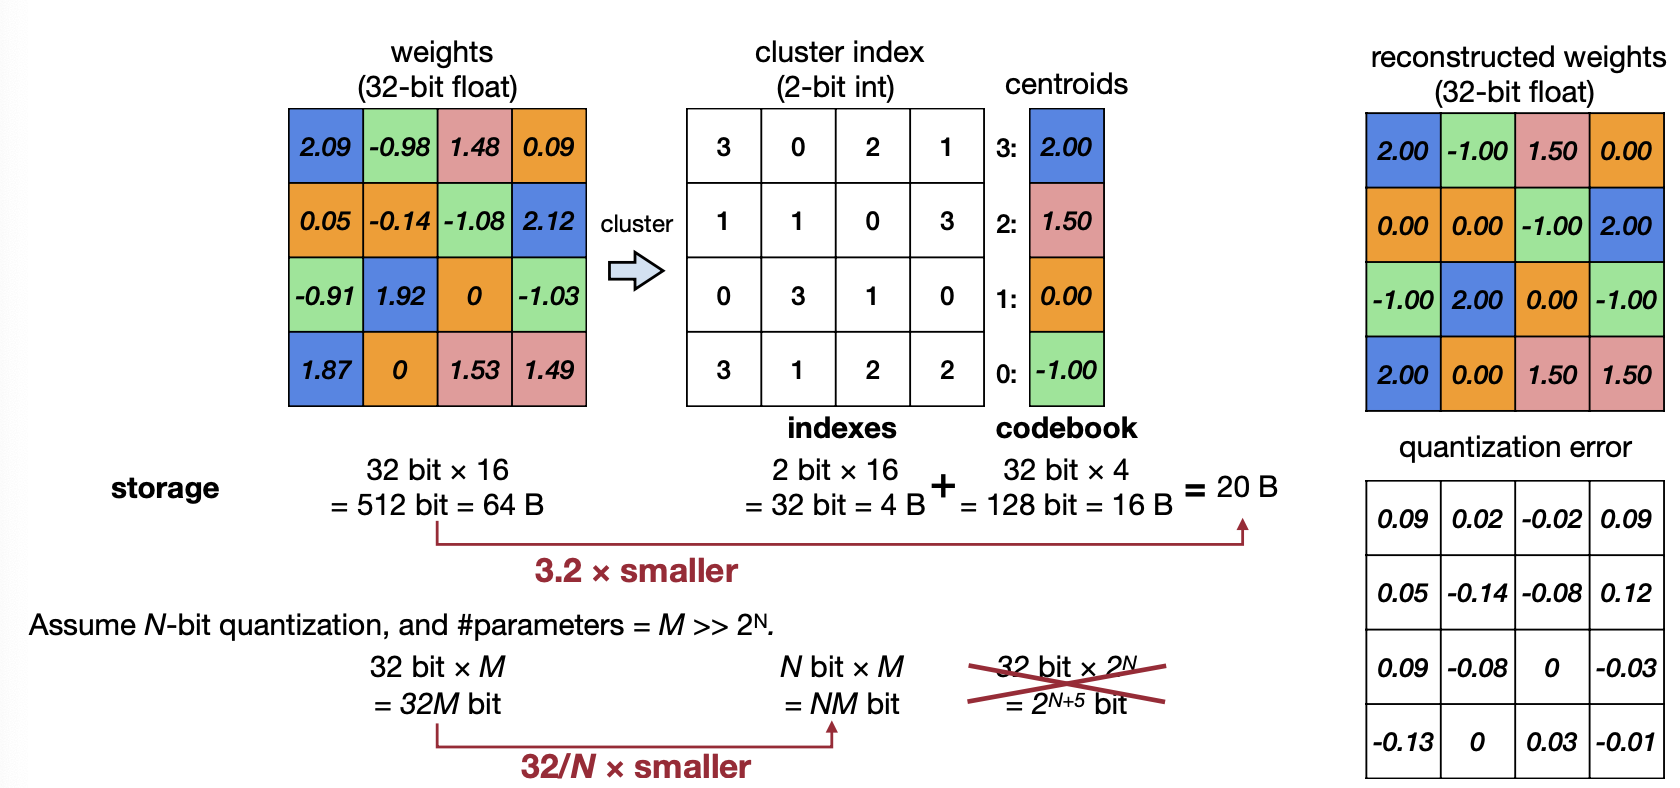 weights
(32-bit float)
2.09 -0.98 1.48 0.09
0.05 -0.14 -1.08 2.12
-0.91 1.92 0 -1.03
1.87 0 1.53 1.49
cluster
cluster index
(2-bit int)
3 0 2 1
1 1 0 3
0 3 1 0
3 1 2 2
centroids
3: 2.00
2: 1.50
1: 0.00
0: -1.00
reconstructed weights
(32-bit float)
2.00 -1.00 1.50 0.00
0.00 0.00 -1.00 2.00
-1.00 2.00 0.00 -1.00
2.00 0.00 1.50 1.50
indexes
codebook
storage
32 bit × 16
= 512 bit = 64 B
2 bit × 16
= 32 bit = 4 B
+
32 bit × 4
= 128 bit = 16 B
= 20 B
3.2 × smaller
quantization error
0.09 0.02 -0.02 0.09
0.05 -0.14 -0.08 0.12
0.09 -0.08 0 -0.03
-0.13 0 0.03 -0.01
Assume N-bit quantization, and #parameters = M >> 2ᴺ.
32 bit × M
= 32M bit
N bit × M
= NM bit
32 bit × 2ᴺ
= 2ᴺ⁺⁵ bit
32/N × smaller